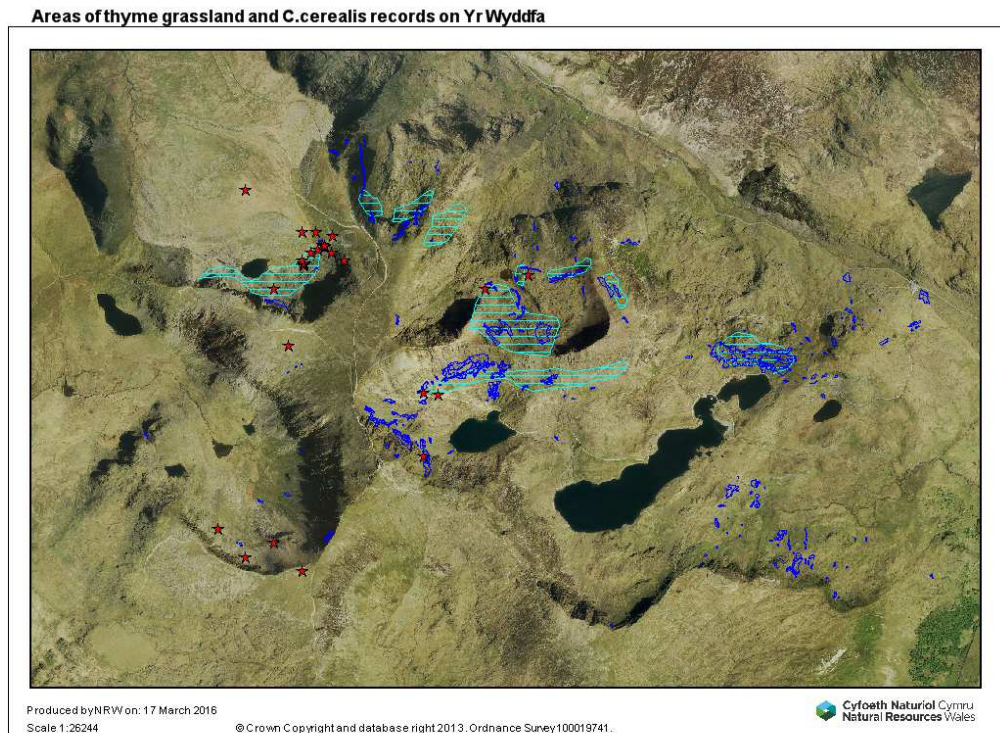 Areas of thyme grassland and C.cerealis records on Yr Wyddfa
Produced by NRW on: 17 March 2016
Scale 1:26244
© Crown Copyright and database right 2013. Ordnance Survey 100019741.
Cyfoeth Naturiol Cymru
Natural Resources Wales